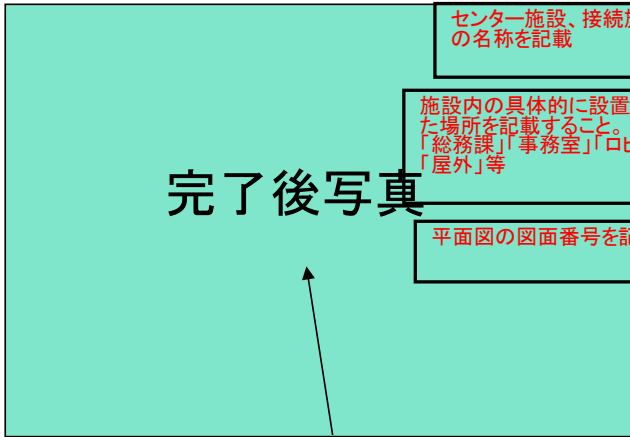 センター施設、接続施
の名称を記載
施設内の具体的に設置
た場所を記載すること。
「総務課」「事務室」「ロビ
「屋外」等
完了後写真
平面図の図面番号を記